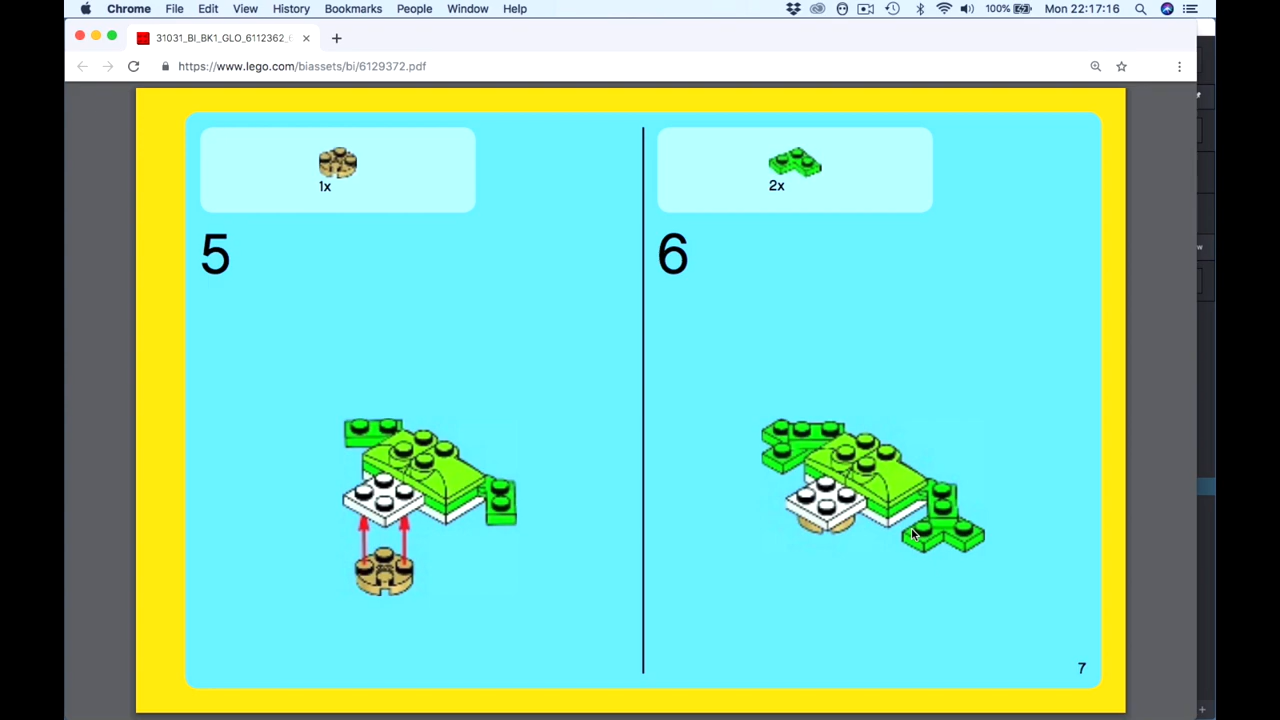 Chrome File Edit View History Bookmarks People Window Help 100% Mon 22:17:16
31031_BI_BK1_GLO_6112362_
https://www.lego.com/biassets/bi/6129372.pdf
1x
5
2x
6
7